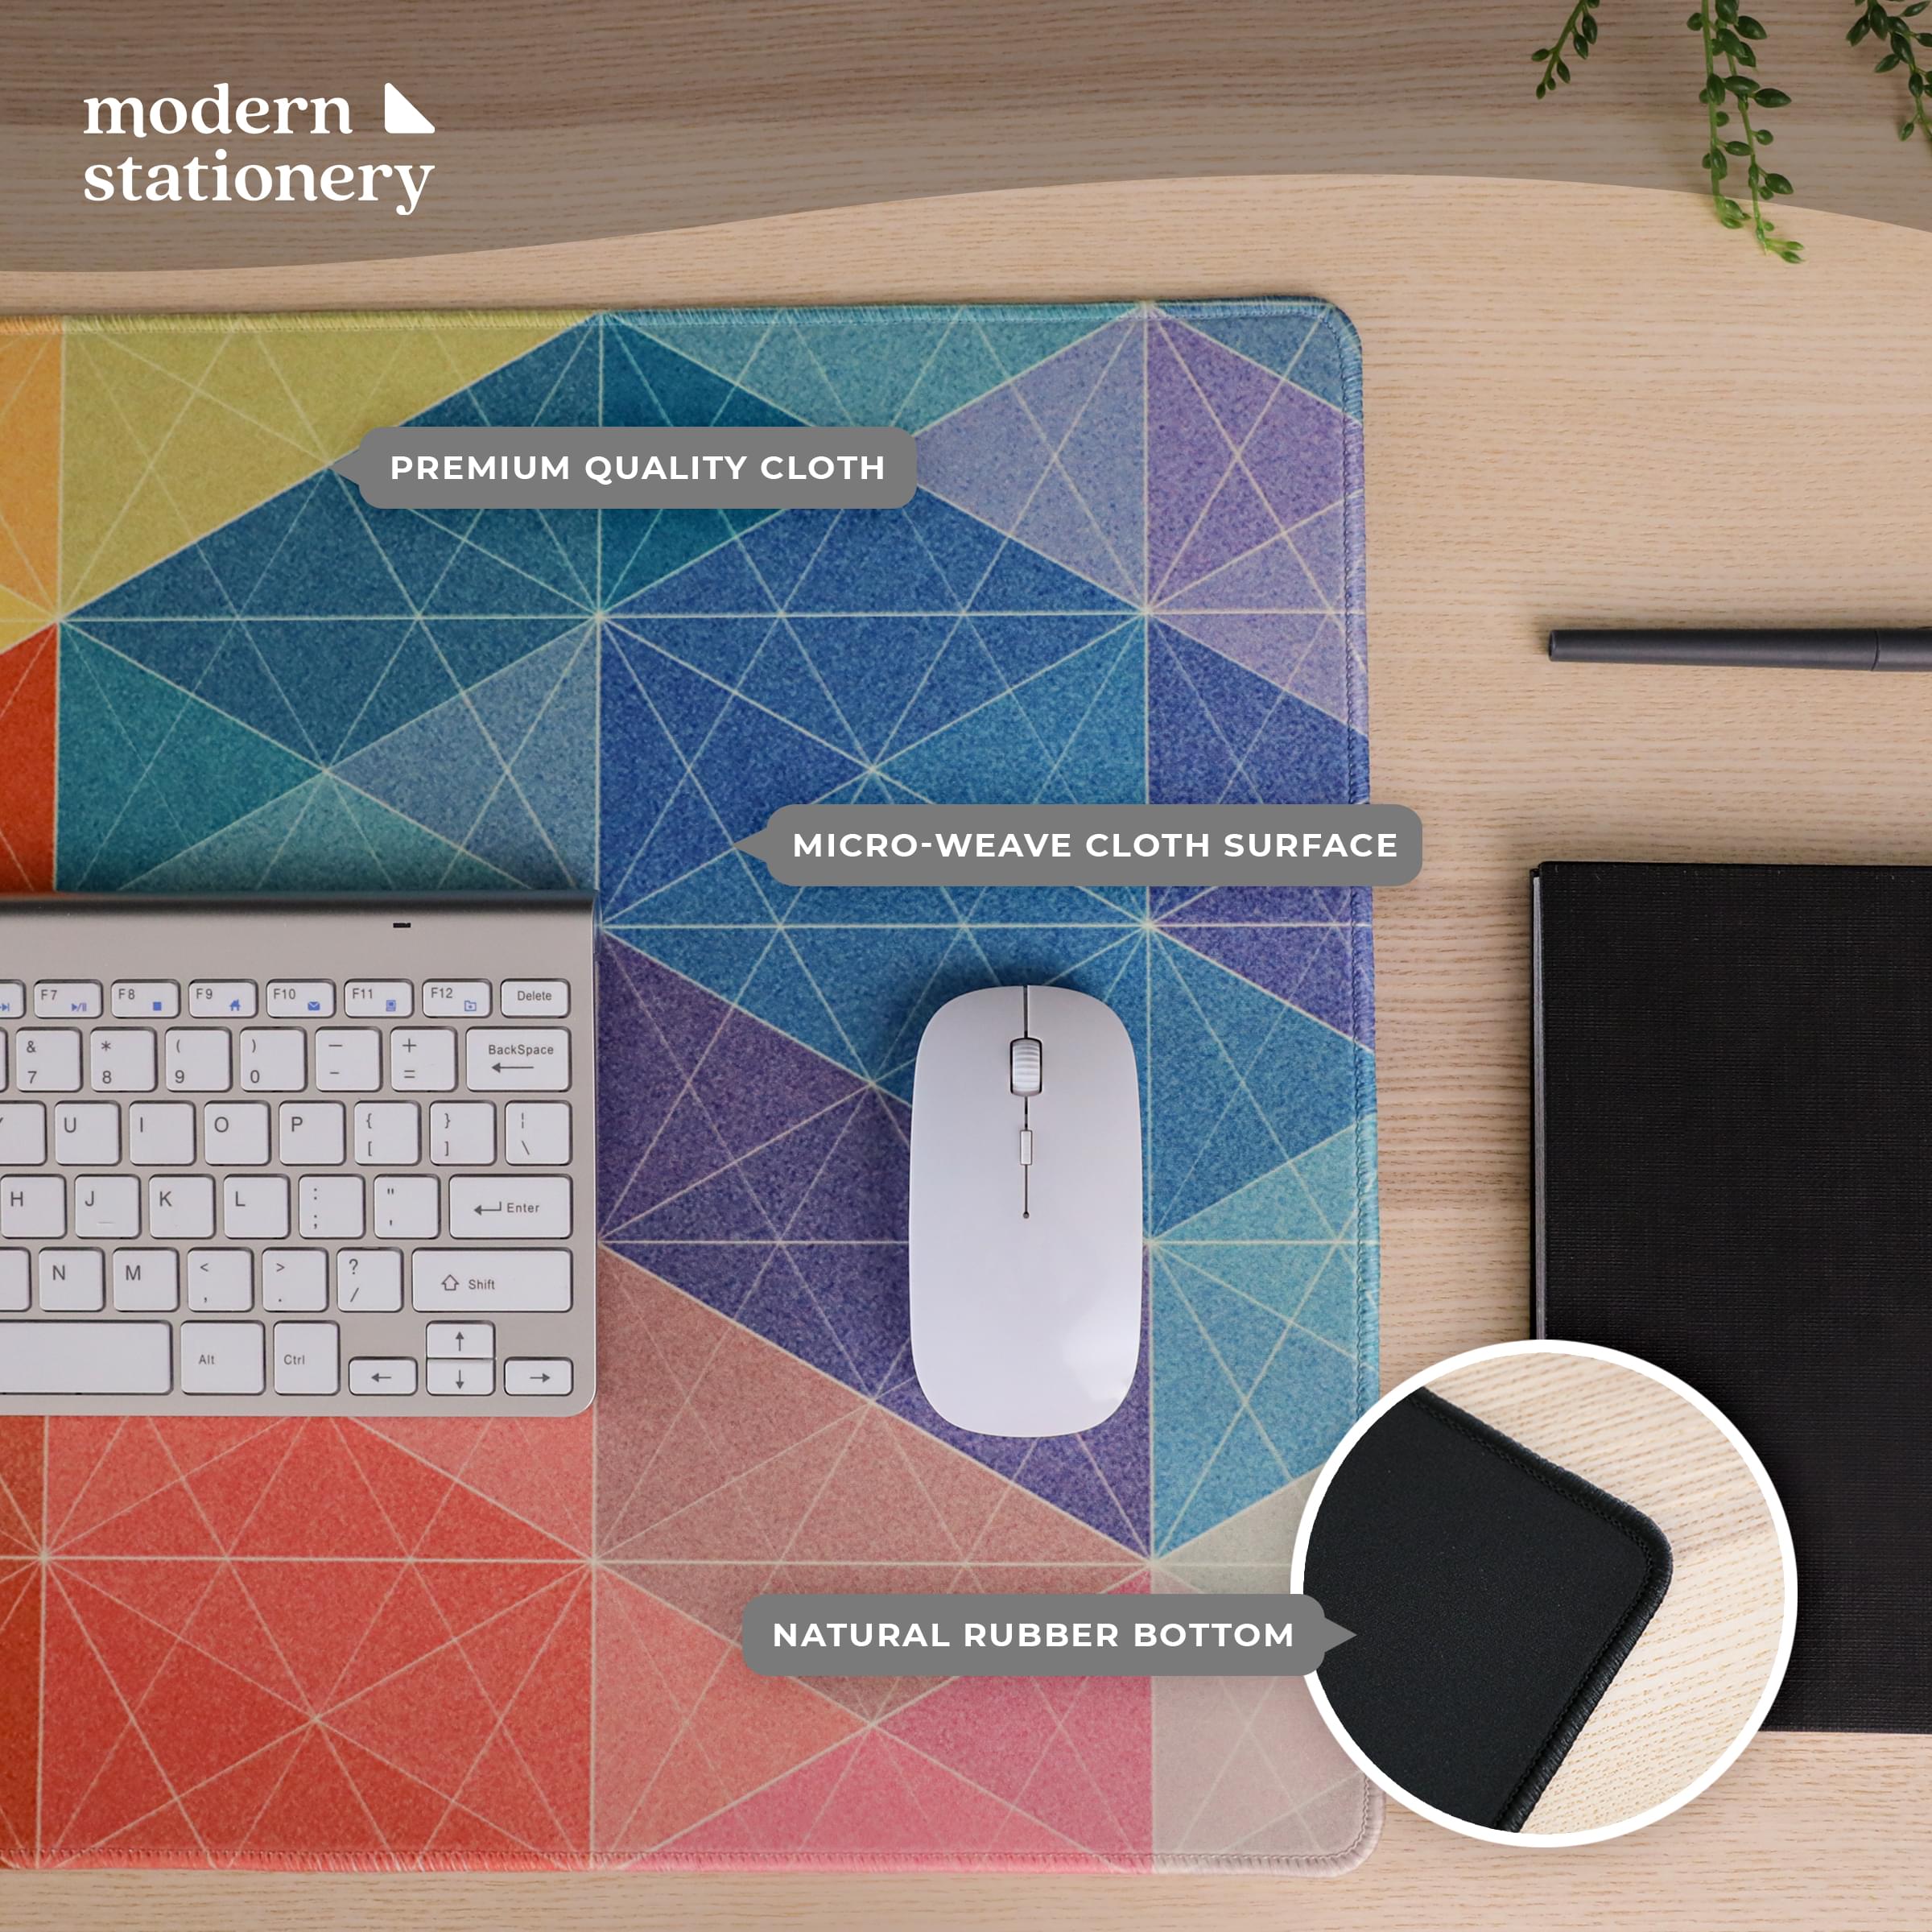 modern
stationery
PREMIUM QUALITY CLOTH
MICRO-WEAVE CLOTH SURFACE
F7 F8 F9 F10 F11 F12 Delete
& * ( ) — + BackSpace
7 8 9 0 - =
U I O P { } ¦
[ ] \
H J K L : " Enter
; ,
N M < > ? Shift
, . /
Alt Ctrl
NATURAL RUBBER BOTTOM